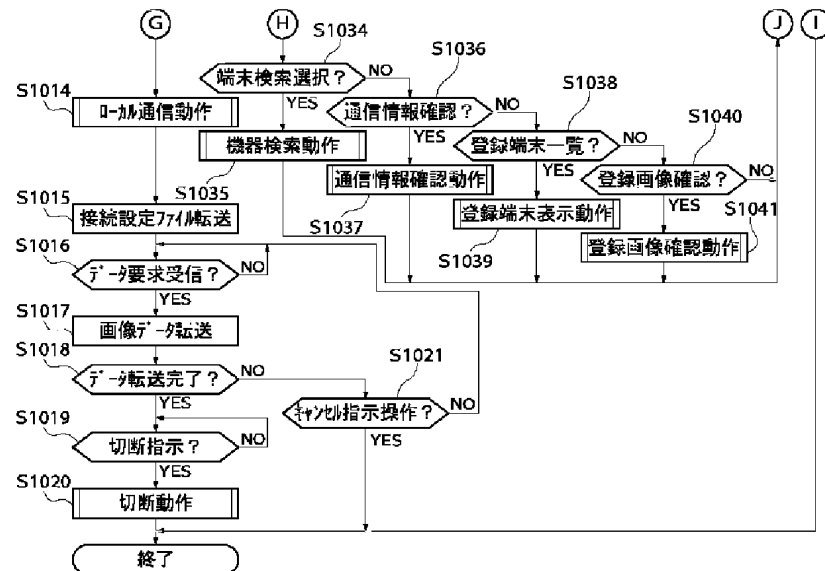 G
H
J
I
S1034
端末検索選択？
NO
YES
S1036
通信情報確認？
NO
YES
S1038
登録端末一覧？
NO
YES
S1040
登録画像確認？
NO
YES
S1014
ローカル通信動作
機器検索動作
S1035
通信情報確認動作
S1037
登録端末表示動作
S1039
S1041
登録画像確認動作
S1015
接続設定ファイル転送
S1016
データ要求受信？
NO
YES
S1017
画像データ転送
S1018
データ転送完了？
NO
YES
S1021
キャンセル指示操作？
NO
YES
S1019
切断指示？
NO
YES
S1020
切断動作
終了